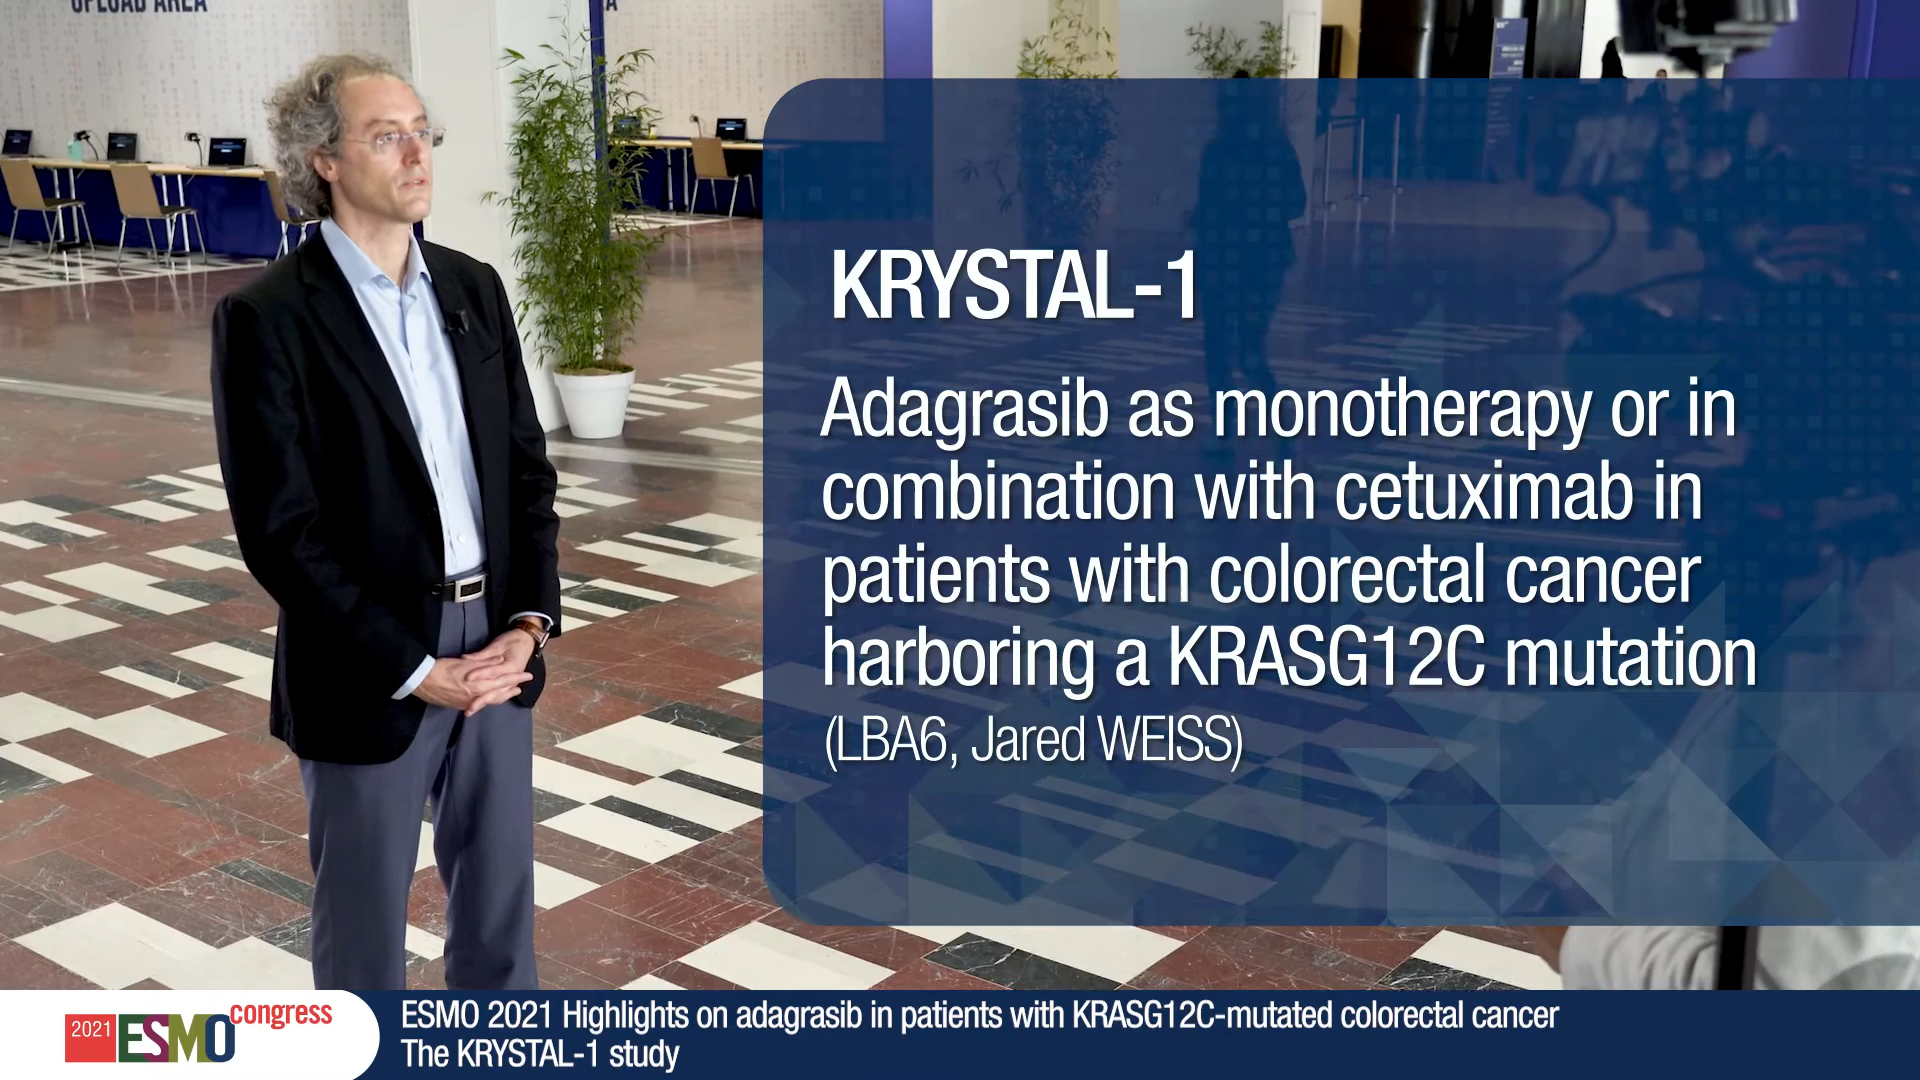 UPLOAD AREA
A
KRYSTAL-1
Adagrasib as monotherapy or in
combination with cetuximab in
patients with colorectal cancer
harboring a KRASG12C mutation
(LBA6, Jared WEISS)
2021 ESMO congress
ESMO 2021 Highlights on adagrasib in patients with KRASG12C-mutated colorectal cancer
The KRYSTAL-1 study